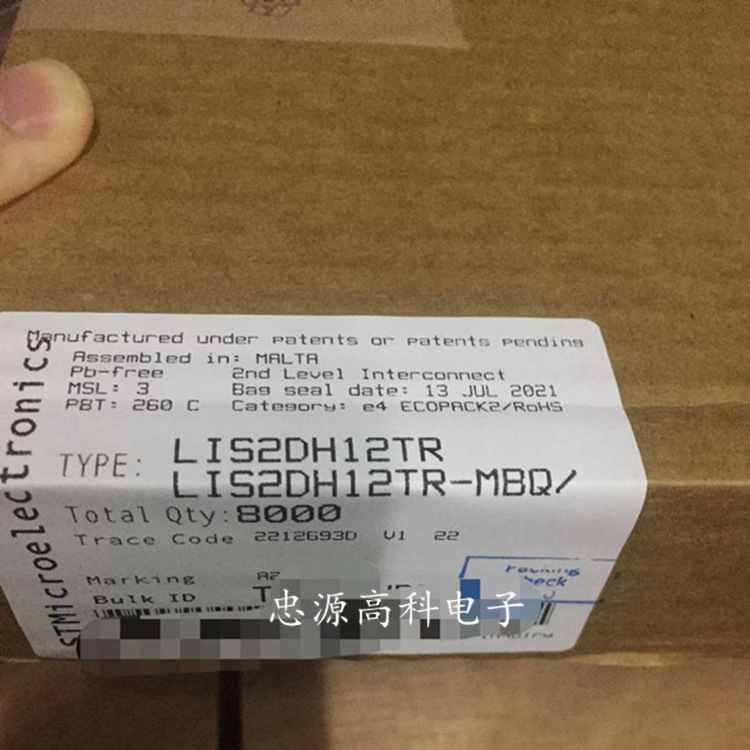 Manufactured under patents or patents pending
Assembled in: MALTA
Pb-free 2nd Level Interconnect
MSL: 3 Bag seal date: 13 JUL 2021
PBT: 260 C Category: e4 ECOPACK2/RoHS
TYPE: LIS2DH12TR
LIS2DH12TR-MBQ/
Total Qty: 8000
Trace Code 2212693D V1 22
Marking
Bulk ID T
STMicroelectronics
忠源高科电子